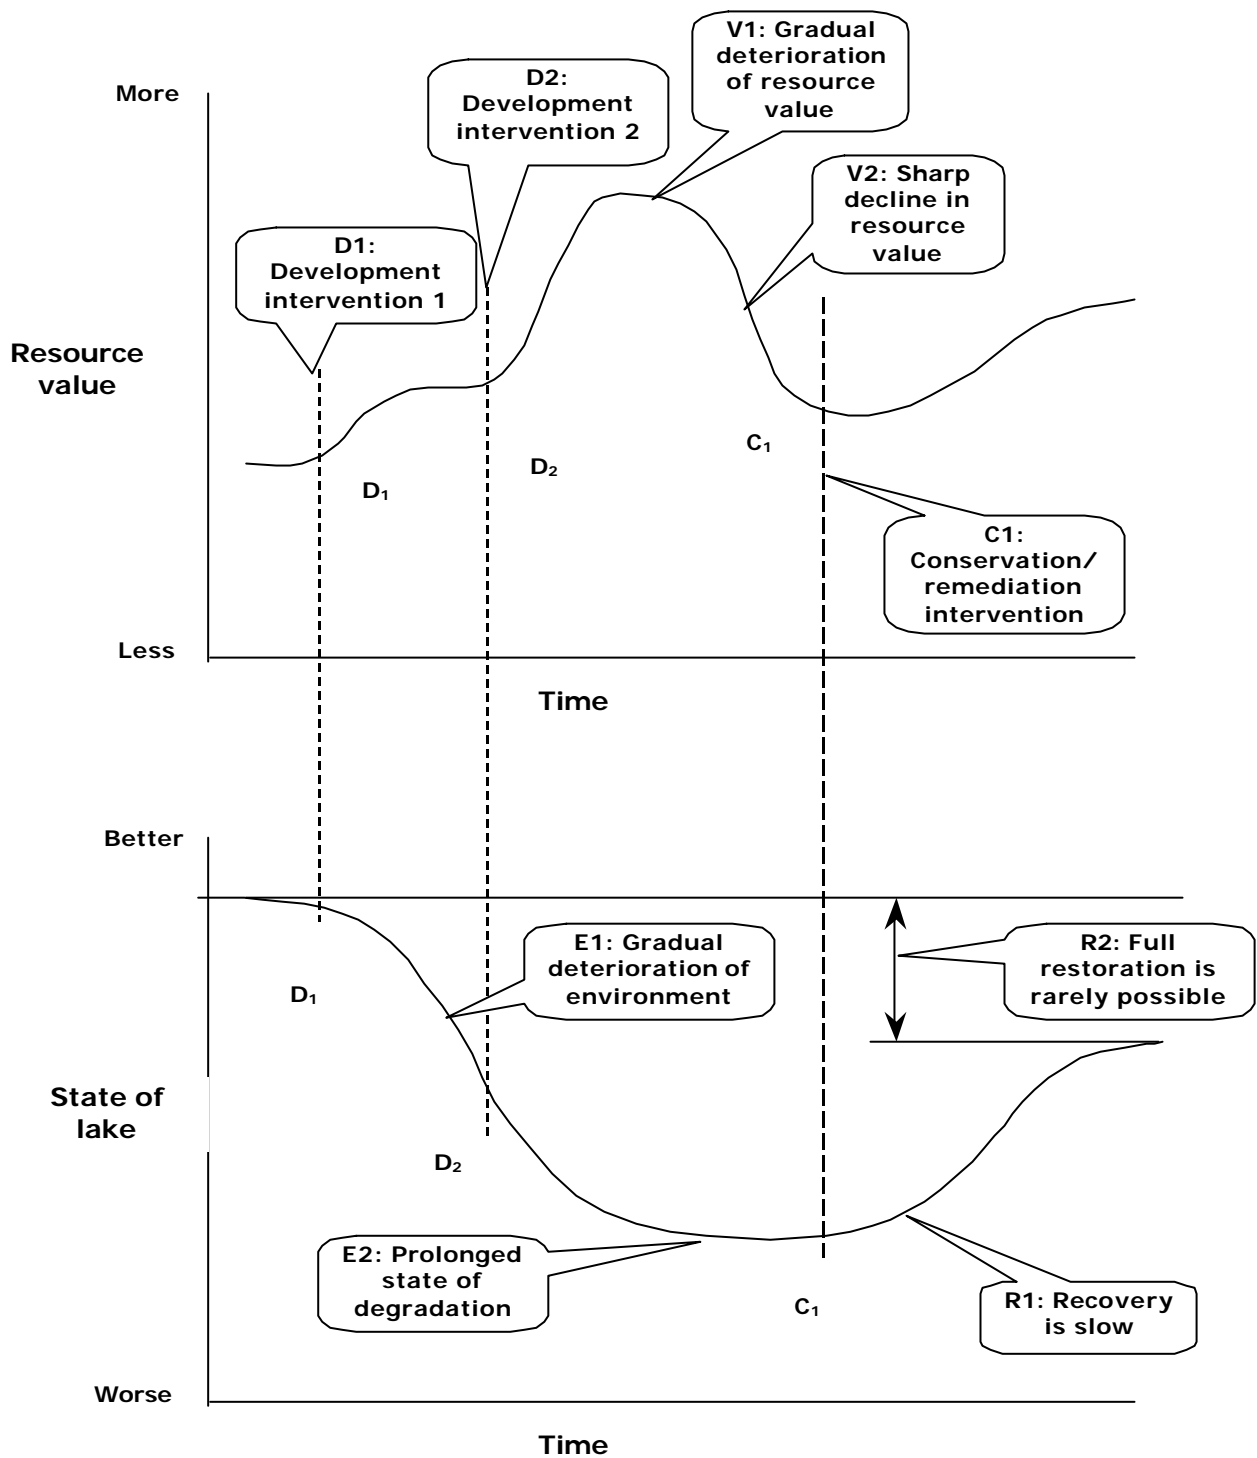 V1: Gradual
deterioration
of resource
value
More
D2:
Development
intervention 2
V2: Sharp
decline in
resource
value
D1:
Development
intervention 1
Resource
value
C₁
D₂
D₁
C1:
Conservation/
remediation
intervention
Less
Time
Better
E1: Gradual
deterioration of
environment
R2: Full
restoration is
rarely possible
D₁
State of
lake
D₂
E2: Prolonged
state of
degradation
C₁
R1: Recovery
is slow
Worse
Time